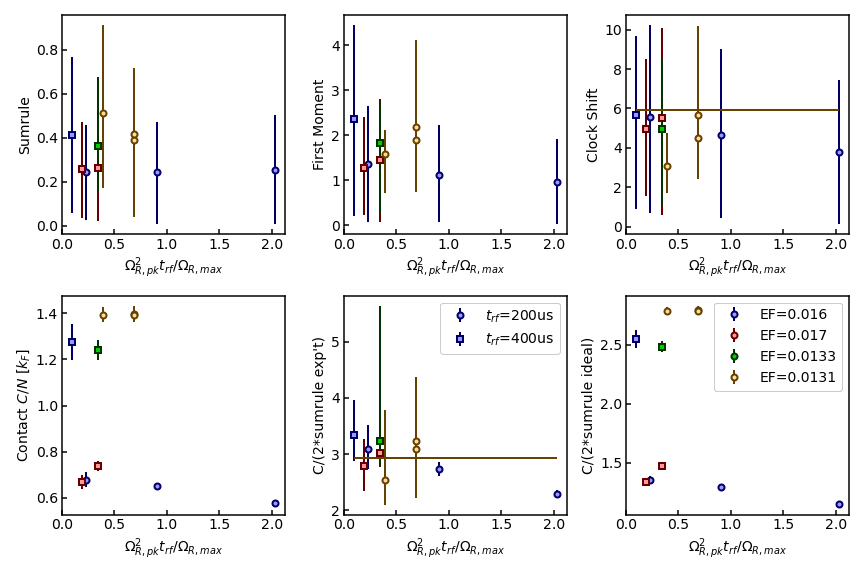 Sumrule
0.8
0.6
0.4
0.2
0.0
0.0 0.5 1.0 1.5 2.0
Ω²R,pk trf/ΩR,max
First Moment
4
3
2
1
0
0.0 0.5 1.0 1.5 2.0
Ω²R,pk trf/ΩR,max
Clock Shift
10
8
6
4
2
0
0.0 0.5 1.0 1.5 2.0
Ω²R,pk trf/ΩR,max
Contact C/N [kF]
1.4
1.2
1.0
0.8
0.6
0.0 0.5 1.0 1.5 2.0
Ω²R,pk trf/ΩR,max
C/(2*sumrule exp't)
5
4
3
2
trf=200us
trf=400us
0.0 0.5 1.0 1.5 2.0
Ω²R,pk trf/ΩR,max
C/(2*sumrule ideal)
2.5
2.0
1.5
EF=0.016
EF=0.017
EF=0.0133
EF=0.0131
0.0 0.5 1.0 1.5 2.0
Ω²R,pk trf/ΩR,max